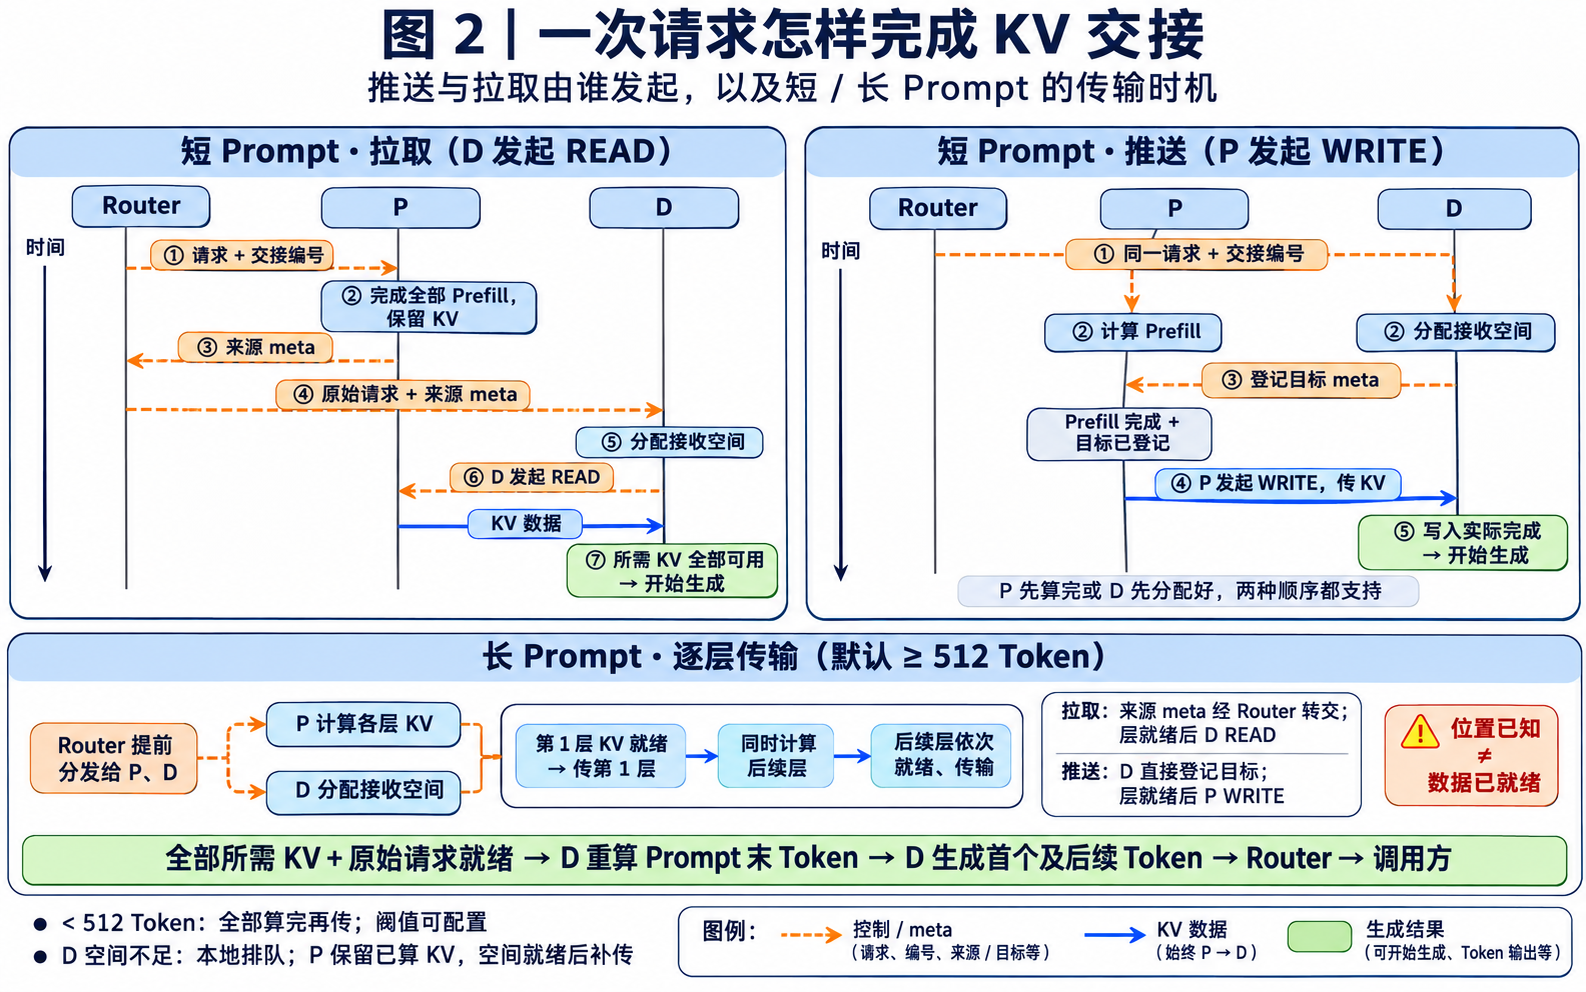 图 2｜一次请求怎样完成 KV 交接
推送与拉取由谁发起，以及短 / 长 Prompt 的传输时机
短 Prompt · 拉取（D 发起 READ）
Router
P
D
时间
① 请求 + 交接编号
② 完成全部 Prefill，
保留 KV
③ 来源 meta
④ 原始请求 + 来源 meta
⑤ 分配接收空间
⑥ D 发起 READ
KV 数据
⑦ 所需 KV 全部可用
→ 开始生成
短 Prompt · 推送（P 发起 WRITE）
Router
P
D
时间
① 同一请求 + 交接编号
② 计算 Prefill
② 分配接收空间
③ 登记目标 meta
Prefill 完成 +
目标已登记
④ P 发起 WRITE，传 KV
⑤ 写入实际完成
→ 开始生成
P 先算完或 D 先分配好，两种顺序都支持
长 Prompt · 逐层传输（默认 ≥ 512 Token）
Router 提前
分发给 P、D
P 计算各层 KV
D 分配接收空间
第 1 层 KV 就绪
→ 传第 1 层
同时计算
后续层
后续层依次
就绪、传输
拉取：来源 meta 经 Router 转交；
层就绪后 D READ
推送：D 直接登记目标；
层就绪后 P WRITE
位置已知
≠
数据已就绪
全部所需 KV + 原始请求就绪 → D 重算 Prompt 末 Token → D 生成首个及后续 Token → Router → 调用方
● < 512 Token：全部算完再传；阈值可配置
● D 空间不足：本地排队；P 保留已算 KV，空间就绪后补传
图例：
控制 / meta
（请求、编号、来源 / 目标等）
KV 数据
（始终 P → D）
生成结果
（可开始生成、Token 输出等）